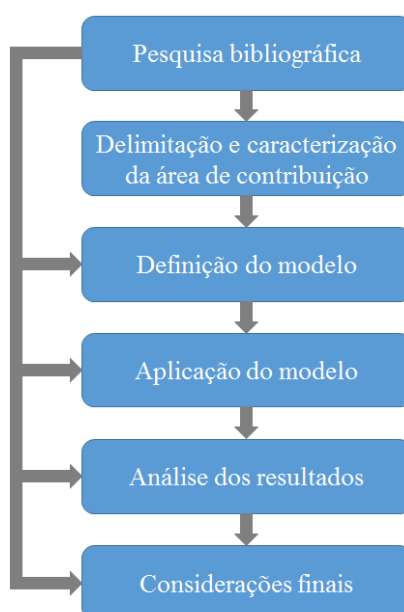 Pesquisa bibliográfica
Delimitação e caracterização
da área de contribuição
Definição do modelo
Aplicação do modelo
Análise dos resultados
Considerações finais